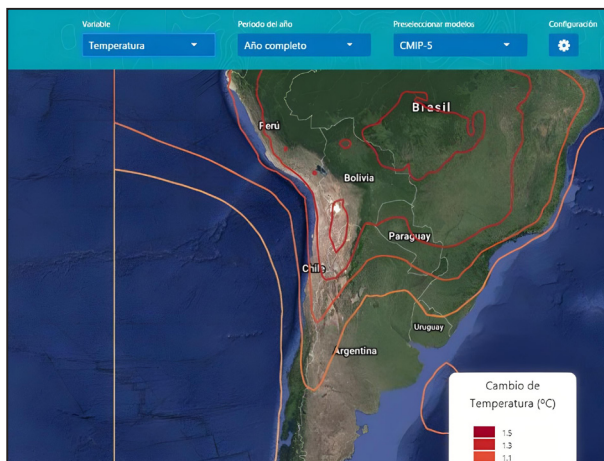 Variable
Periodo del año
Preseleccionar modelos
Configuración
Temperatura
Año completo
CMIP-5
Brasil
Perú
Bolivia
Paraguay
Chile
Uruguay
Argentina
Cambio de
Temperatura (ºC)
1.5
1.3
1.1